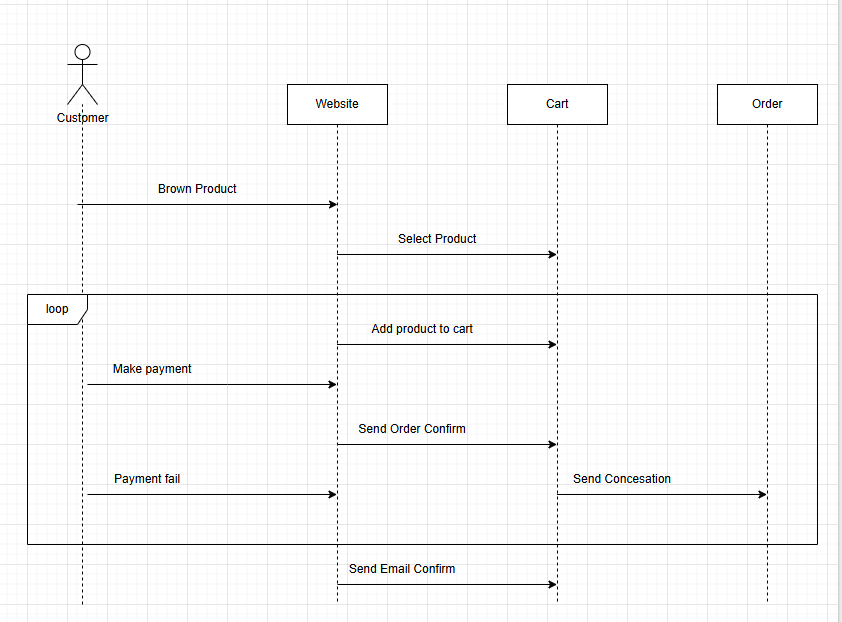 Customer
Website
Cart
Order
Brown Product
Select Product
loop
Add product to cart
Make payment
Send Order Confirm
Payment fail
Send Concesation
Send Email Confirm